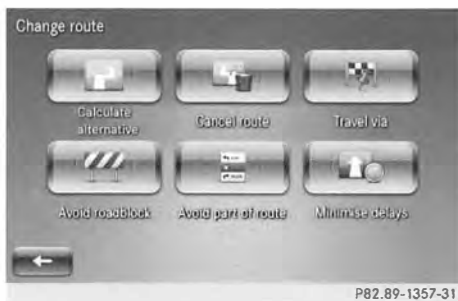 Change route
Calculate
alternative
Cancel route
Travel via
Avoid roadblock
Avoid part of route
Minimise delays
P82.89-1357-31